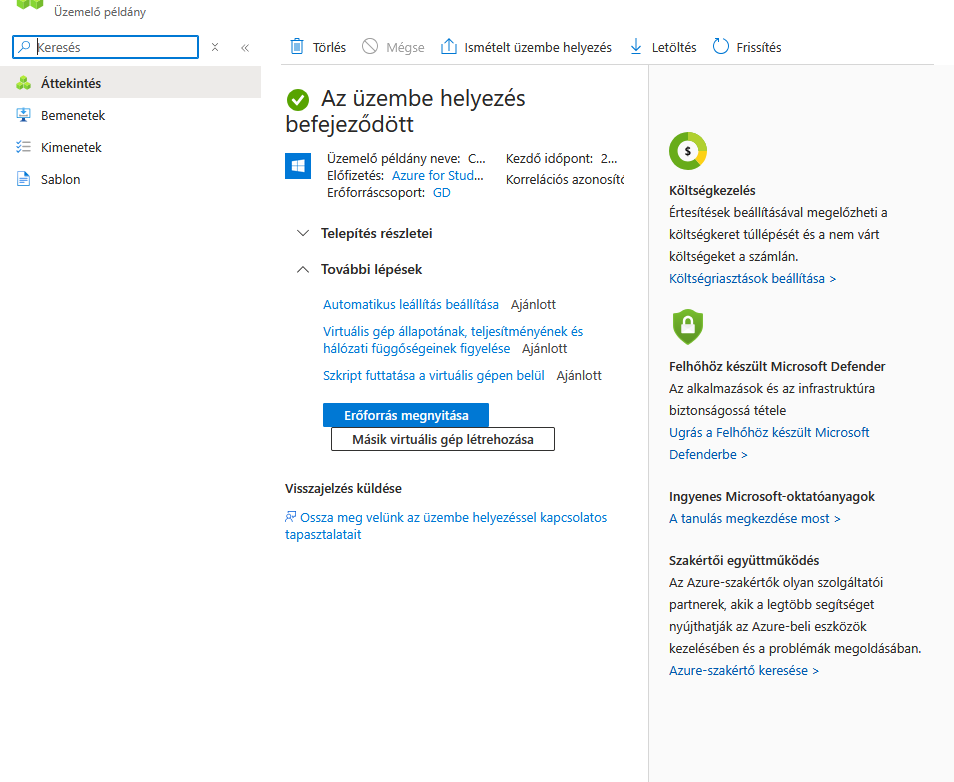 Üzemelő példány
Keresés
Áttekintés
Bemenetek
Kimenetek
Sablon
Törlés Mégse Ismételt üzembe helyezés Letöltés Frissítés
Az üzembe helyezés
befejeződött
Üzemelő példány neve: C...
Előfizetés: Azure for Stud...
Erőforráscsoport: GD
Kezdő időpont: 2...
Korrelációs azonosító
Telepítés részletei
További lépések
Automatikus leállítás beállítása Ajánlott
Virtuális gép állapotának, teljesítményének és
hálózati függőségeinek figyelése Ajánlott
Szkript futtatása a virtuális gépen belül Ajánlott
Erőforrás megnyitása
Másik virtuális gép létrehozása
Visszajelzés küldése
Ossza meg velünk az üzembe helyezéssel kapcsolatos
tapasztalatait
$
Költségkezelés
Értesítések beállításával megelőzheti a
költségkeret túllépését és a nem várt
költségeket a számlán.
Költségriasztások beállítása >
Felhőhöz készült Microsoft Defender
Az alkalmazások és az infrastruktúra
biztonságossá tétele
Ugrás a Felhőhöz készült Microsoft
Defenderbe >
Ingyenes Microsoft-oktatóanyagok
A tanulás megkezdése most >
Szakértői együttműködés
Az Azure-szakértők olyan szolgáltatói
partnerek, akik a legtöbb segítséget
nyújthatják az Azure-beli eszközök
kezelésében és a problémák megoldásában.
Azure-szakértő keresése >